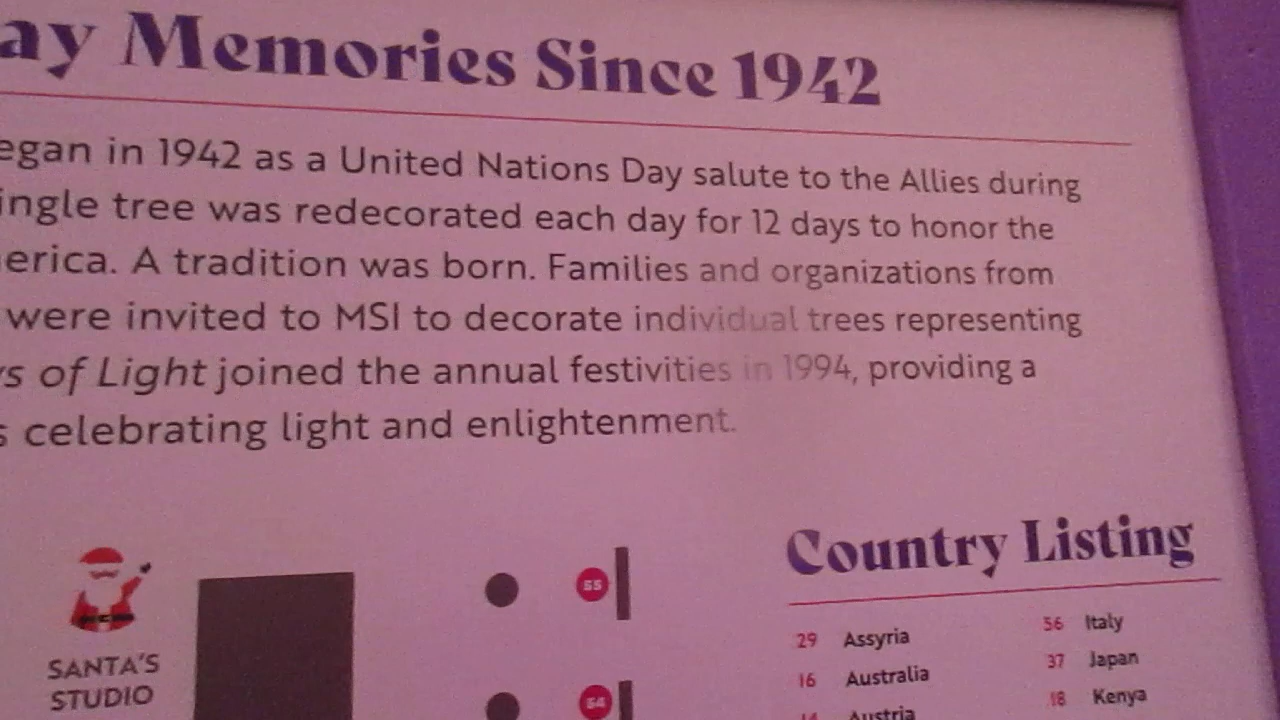 ay Memories Since 1942
egan in 1942 as a United Nations Day salute to the Allies during
ingle tree was redecorated each day for 12 days to honor the
erica. A tradition was born. Families and organizations from
were invited to MSI to decorate individual trees representing
s of Light joined the annual festivities in 1994, providing a
s celebrating light and enlightenment.
SANTA'S
STUDIO
55
54
Country Listing
29 Assyria
16 Australia
14 Austria
56 Italy
37 Japan
18 Kenya